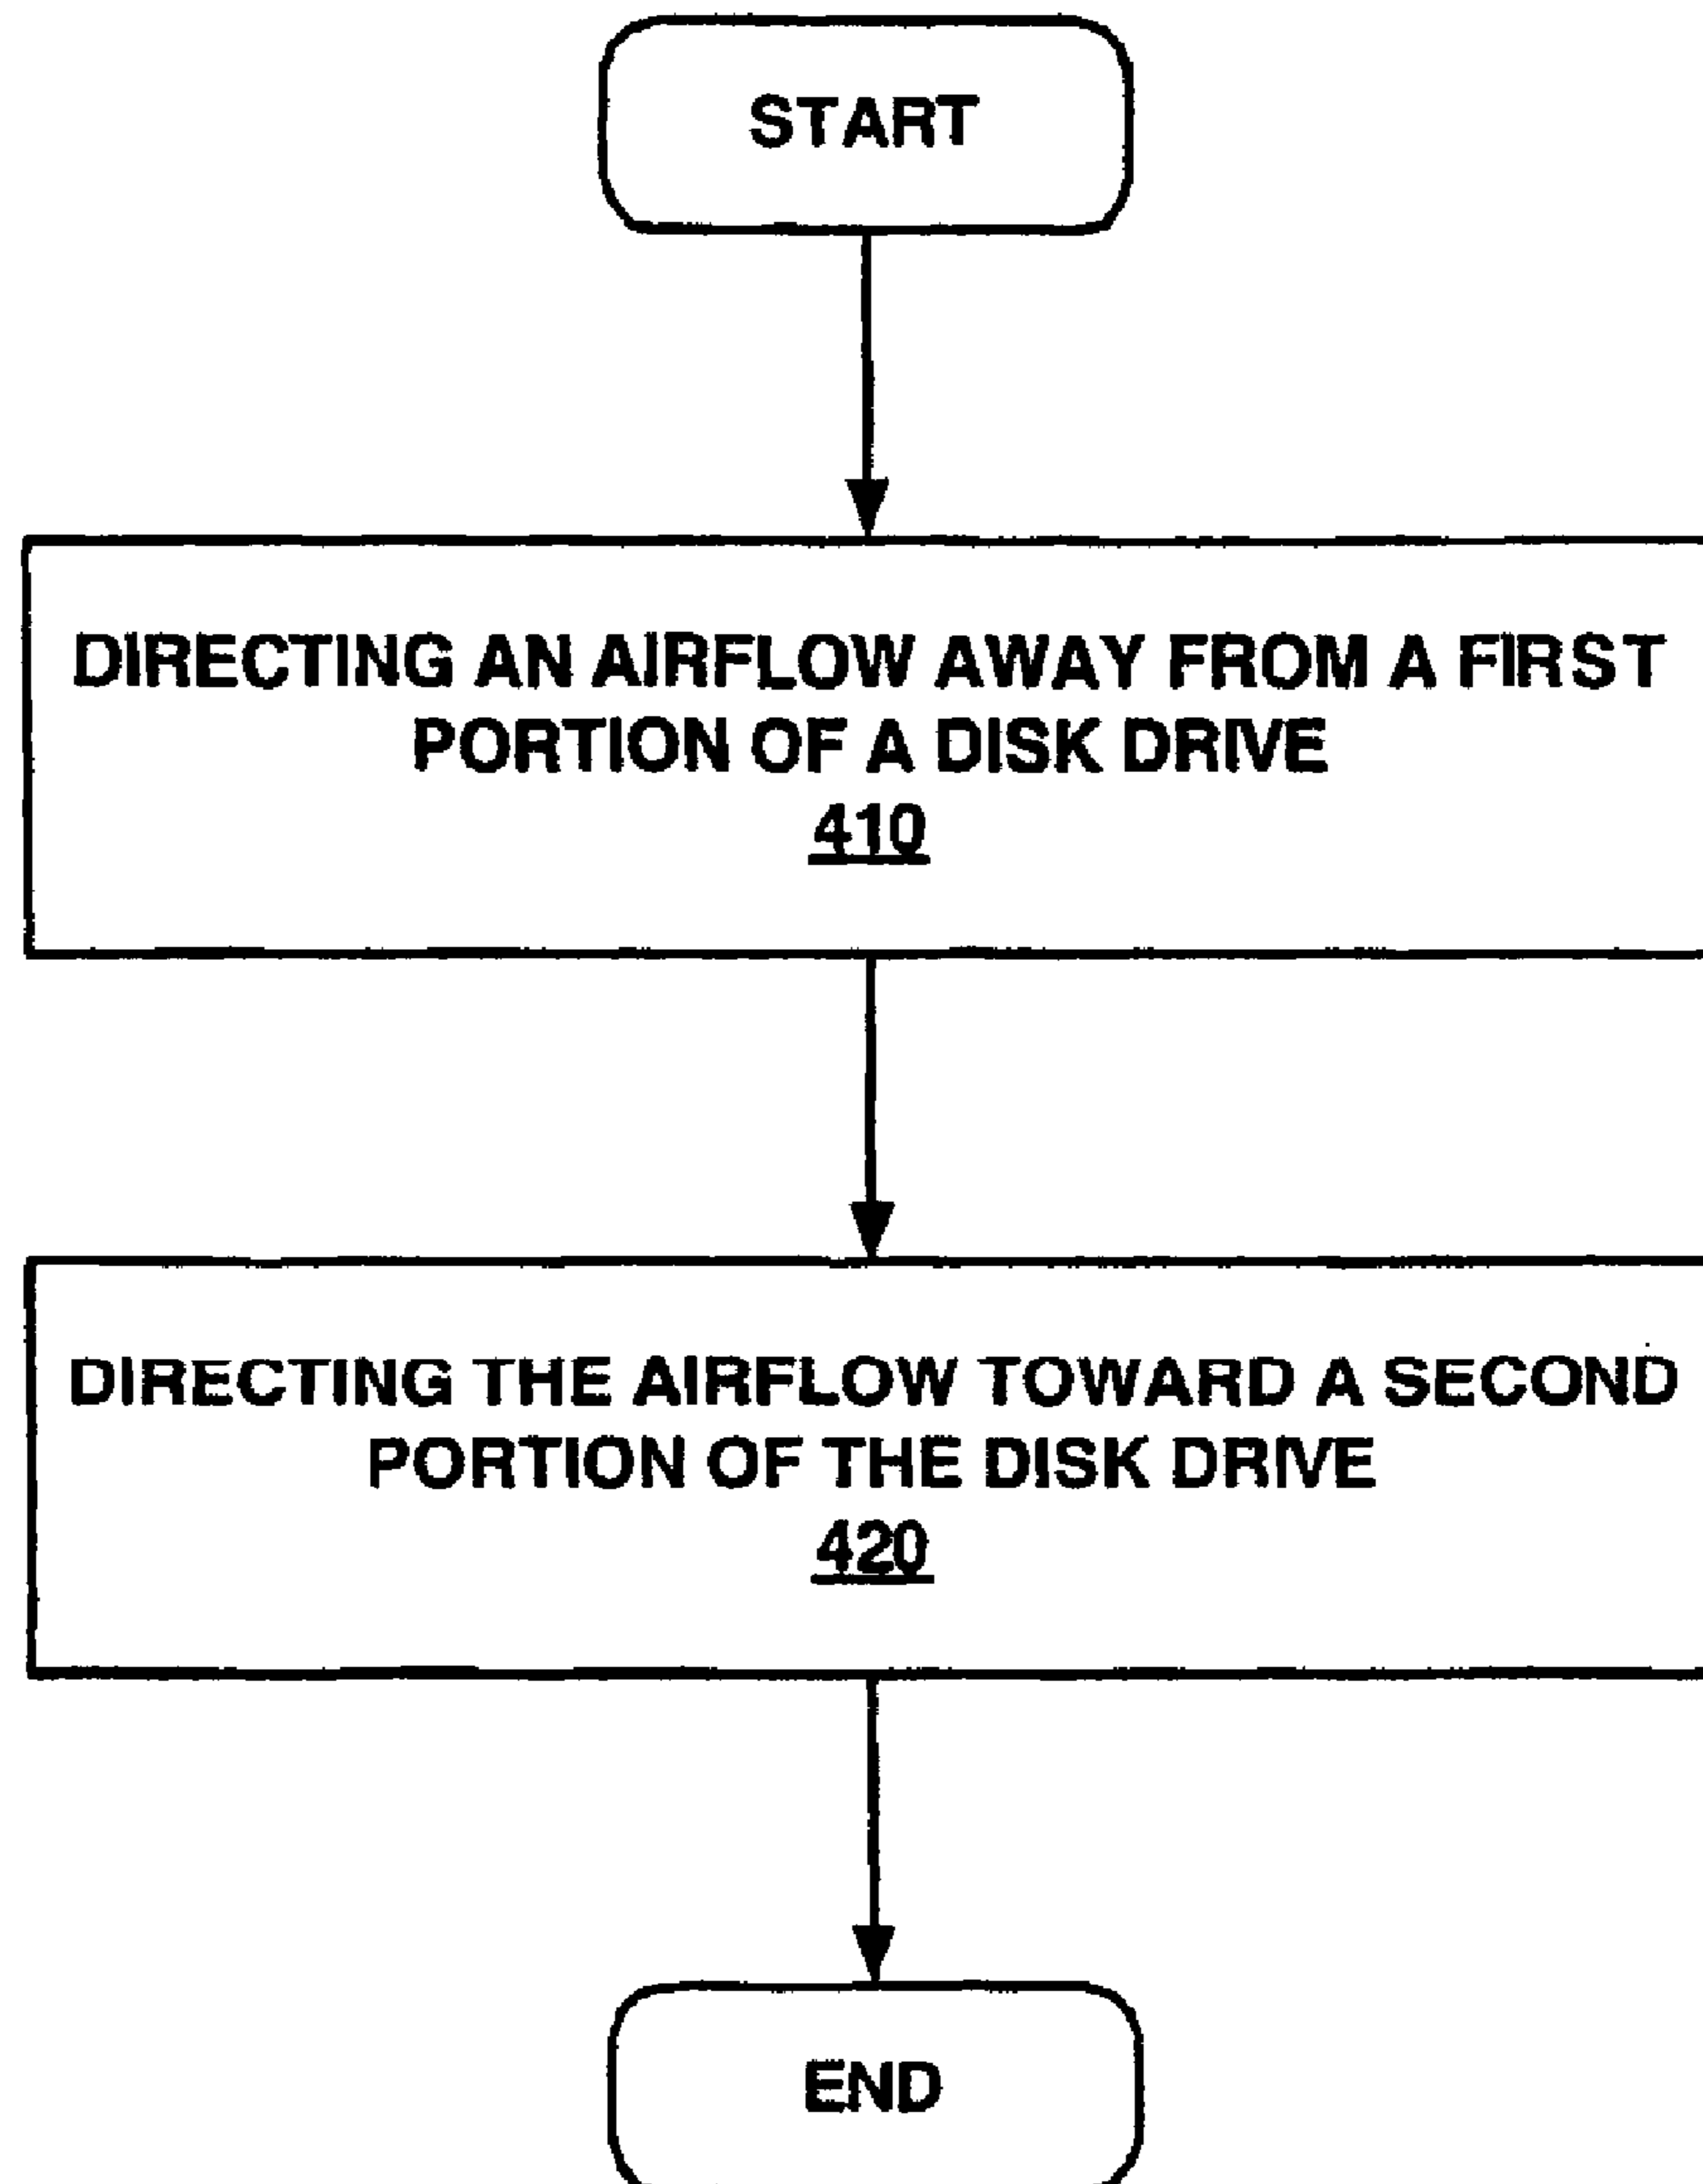 START
DIRECTING AN AIRFLOW AWAY FROM A FIRST
PORTION OF A DISK DRIVE
410
DIRECTING THE AIRFLOW TOWARD A SECOND
PORTION OF THE DISK DRIVE
420
END